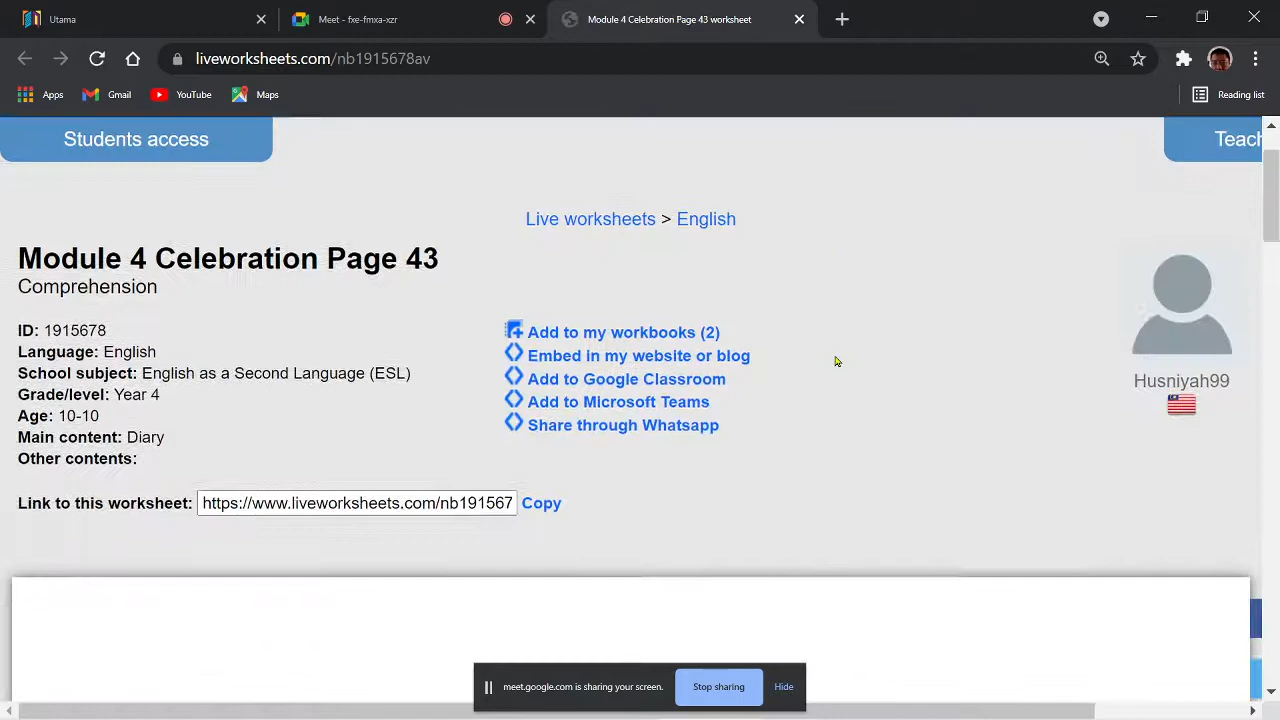 Utama
Meet - fxe-fmxa-xzr
Module 4 Celebration Page 43 worksheet
liveworksheets.com/nb1915678av
Apps
Gmail
YouTube
Maps
Reading list
Students access
Teach
Live worksheets > English
Module 4 Celebration Page 43
Comprehension
ID: 1915678
Language: English
School subject: English as a Second Language (ESL)
Grade/level: Year 4
Age: 10-10
Main content: Diary
Other contents:
Add to my workbooks (2)
Embed in my website or blog
Add to Google Classroom
Add to Microsoft Teams
Share through Whatsapp
Husniyah99
Link to this worksheet: https://www.liveworksheets.com/nb191567 Copy
meet.google.com is sharing your screen. Stop sharing Hide